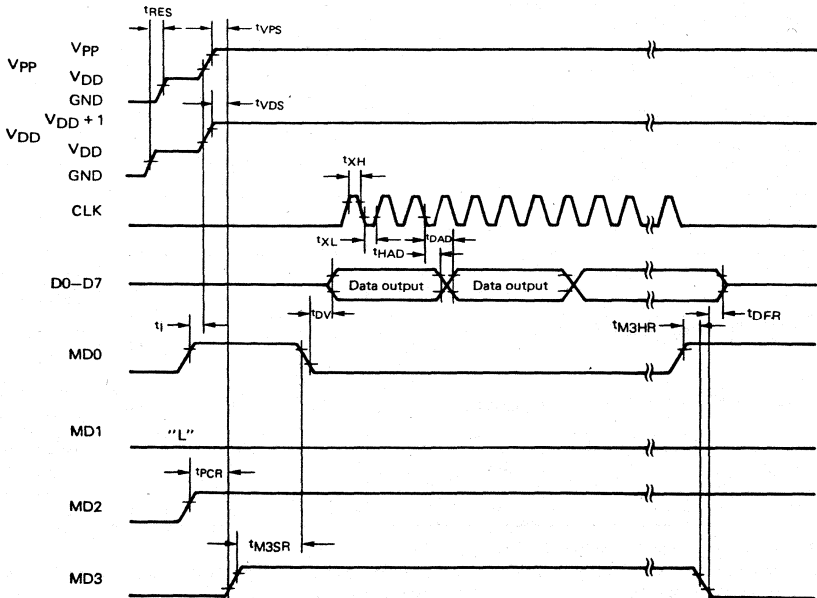 tRES
tVPS
VPP
VPP
VDD
GND
tVDS
VDD + 1
VDD
VDD
GND
tXH
CLK
tXL
tDAD
tHAD
D0–D7
Data output
Data output
tDV
tDFR
tI
tM3HR
MD0
MD1
"L"
tPCR
MD2
tM3SR
MD3